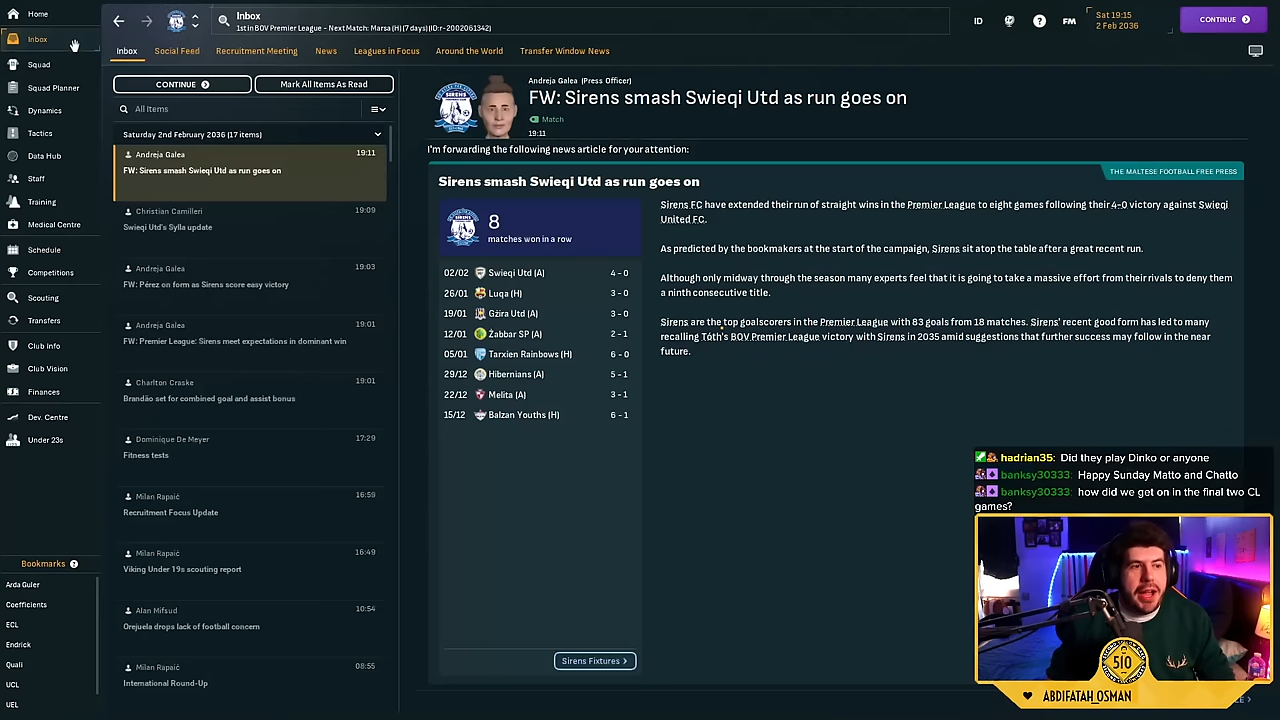 Home
Inbox
Squad
Squad Planner
Dynamics
Tactics
Data Hub
Staff
Training
Medical Centre
Schedule
Competitions
Scouting
Transfers
Club Info
Club Vision
Finances
Dev. Centre
Under 23s
Bookmarks
Arda Guler
Coefficients
ECL
Endrick
Quali
UCL
UEL
Inbox
1st in BOV Premier League - Next Match: Marsa (H) (7 days) (ID:r-2002061342)
ID
FM
Sat 19:15
2 Feb 2036
CONTINUE
Inbox
Social Feed
Recruitment Meeting
News
Leagues in Focus
Around the World
Transfer Window News
CONTINUE
Mark All Items As Read
All Items
Saturday 2nd February 2036 (17 items)
Andreja Galea 19:11
FW: Sirens smash Swieqi Utd as run goes on
Christian Camilleri 19:09
Swieqi Utd's Sylla update
Andreja Galea 19:03
FW: Pérez on form as Sirens score easy victory
Andreja Galea 19:01
FW: Premier League: Sirens meet expectations in dominant win
Charlton Craske 19:01
Brandão set for combined goal and assist bonus
Dominique De Meyer 17:29
Fitness tests
Milan Rapaić 16:59
Recruitment Focus Update
Milan Rapaić 16:49
Viking Under 19s scouting report
Alan Mifsud 10:54
Orejuela drops lack of football concern
Milan Rapaić 08:55
International Round-Up
Andreja Galea (Press Officer)
FW: Sirens smash Swieqi Utd as run goes on
Match
19:11
I'm forwarding the following news article for your attention:
THE MALTESE FOOTBALL FREE PRESS
Sirens smash Swieqi Utd as run goes on
8
matches won in a row
02/02 Swieqi Utd (A) 4 - 0
26/01 Luqa (H) 3 - 0
19/01 Gżira Utd (A) 3 - 0
12/01 Żabbar SP (A) 2 - 1
05/01 Tarxien Rainbows (H) 6 - 0
29/12 Hibernians (A) 5 - 1
22/12 Melita (A) 3 - 1
15/12 Balzan Youths (H) 6 - 1
Sirens Fixtures
Sirens FC have extended their run of straight wins in the Premier League to eight games following their 4-0 victory against Swieqi
United FC.
As predicted by the bookmakers at the start of the campaign, Sirens sit atop the table after a great recent run.
Although only midway through the season many experts feel that it is going to take a massive effort from their rivals to deny them
a ninth consecutive title.
Sirens are the top goalscorers in the Premier League with 83 goals from 18 matches. Sirens' recent good form has led to many
recalling Tóth's BOV Premier League victory with Sirens in 2035 amid suggestions that further success may follow in the near
future.
hadrian35: Did they play Dinko or anyone
banksy30333: Happy Sunday Matto and Chatto
banksy30333: how did we get on in the final two CL
games?
510
ABDIFATAH_OSMAN